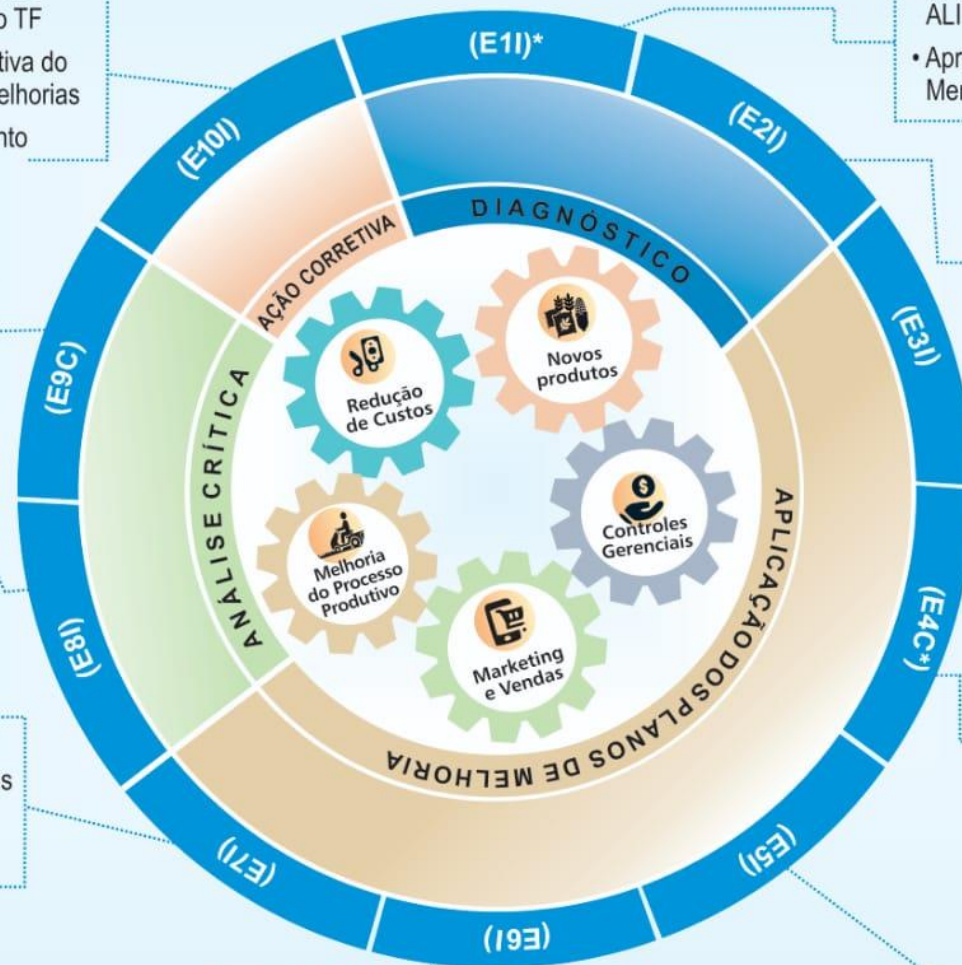 o TF
tiva do
elhorias
nto
ALI
• Apr
Mer
(E1I)*
(E2I)
(E3I)
(E4C*)
(E5I)
(E6I)
(E7I)
(E8I)
(E9C)
(E10I)
DIAGNÓSTICO
APLICAÇÃO DOS PLANOS DE MELHORIA
ANÁLISE CRÍTICA
AÇÃO CORRETIVA
Novos
produtos
Controles
Gerenciais
Marketing
e Vendas
Melhoria
do Processo
Produtivo
Redução
de Custos
s